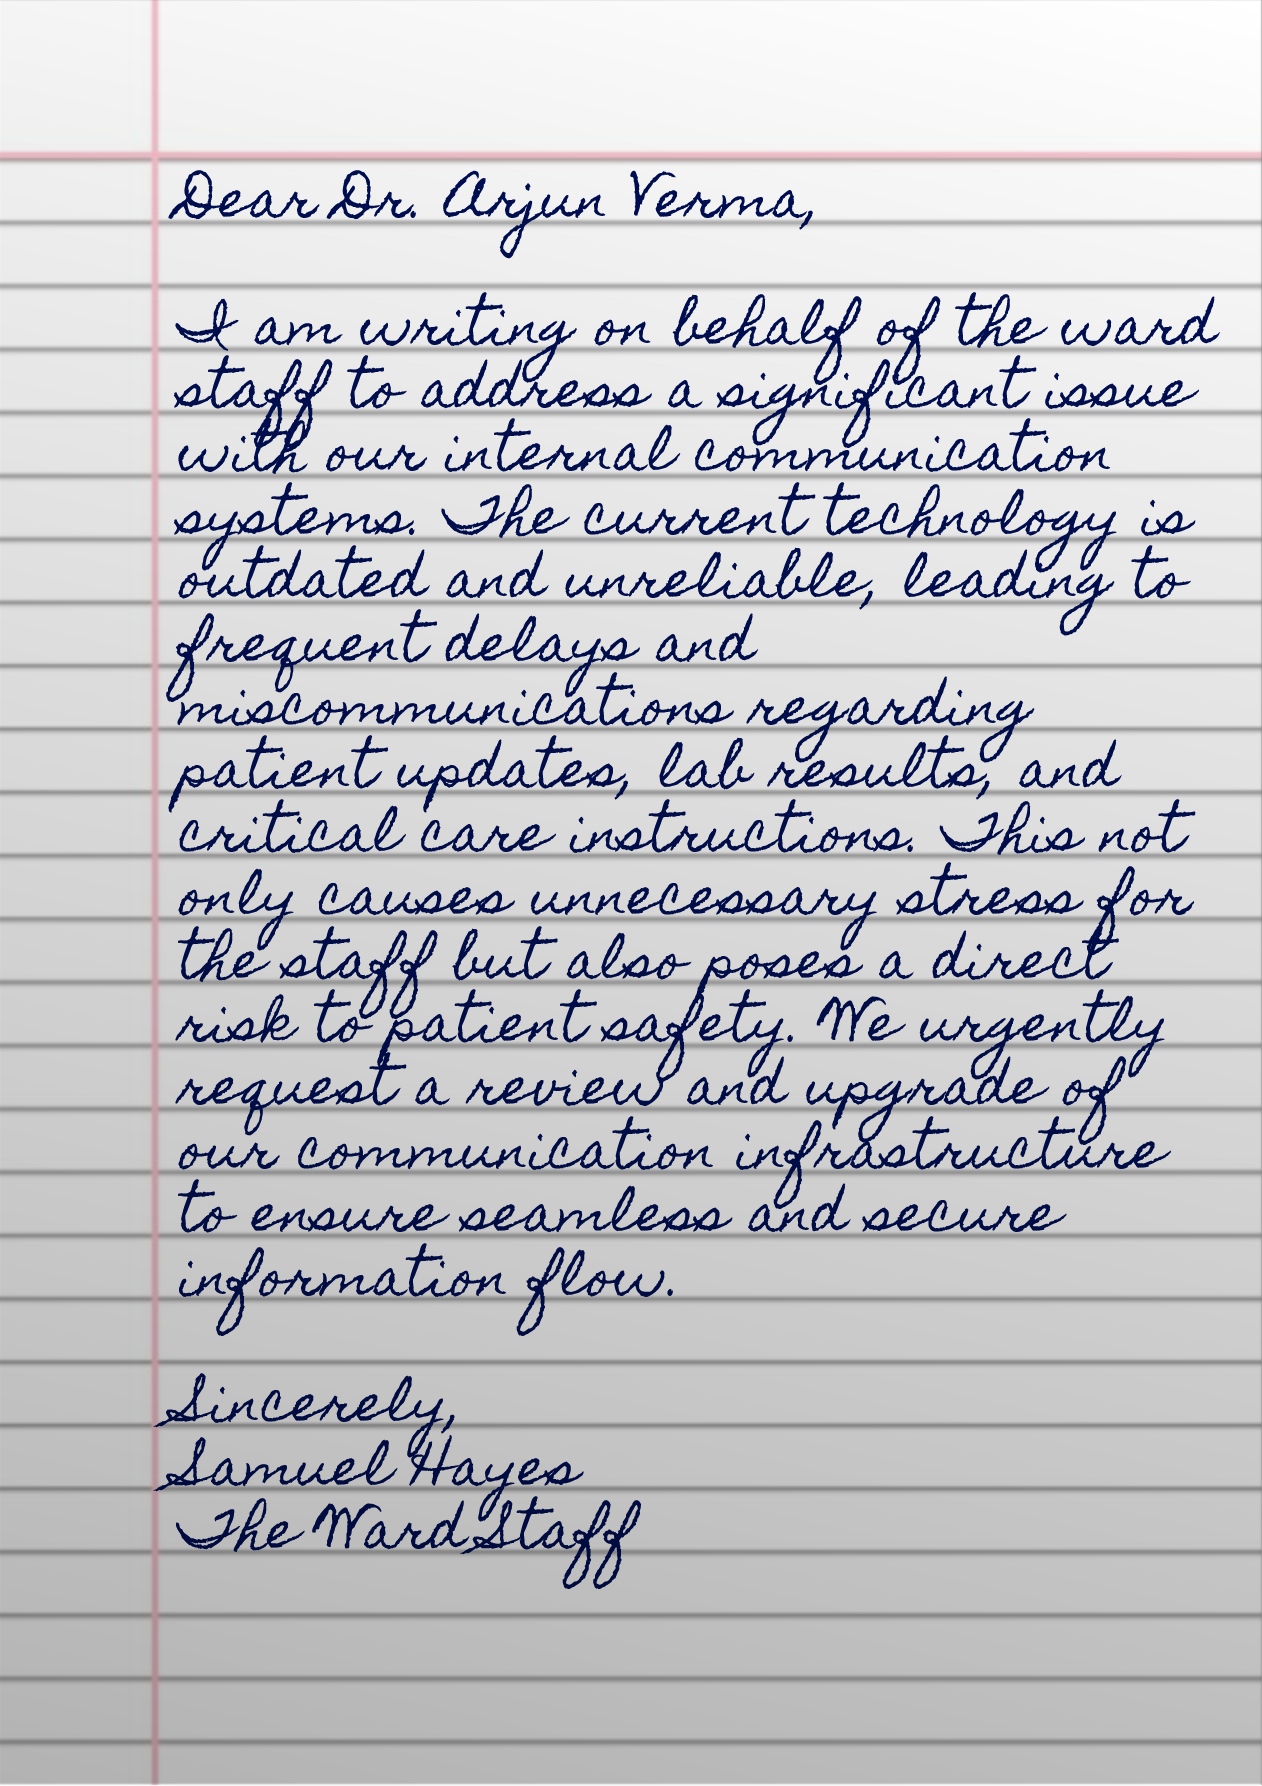 Dear Dr. Arjun Verma,
I am writing on behalf of the ward
staff to address a significant issue
with our internal communication
systems. The current technology is
outdated and unreliable, leading to
frequent delays and
miscommunications regarding
patient updates, lab results, and
critical care instructions. This not
only causes unnecessary stress for
the staff but also poses a direct
risk to patient safety. We urgently
request a review and upgrade of
our communication infrastructure
to ensure seamless and secure
information flow.
Sincerely,
Samuel Hayes
The Ward Staff